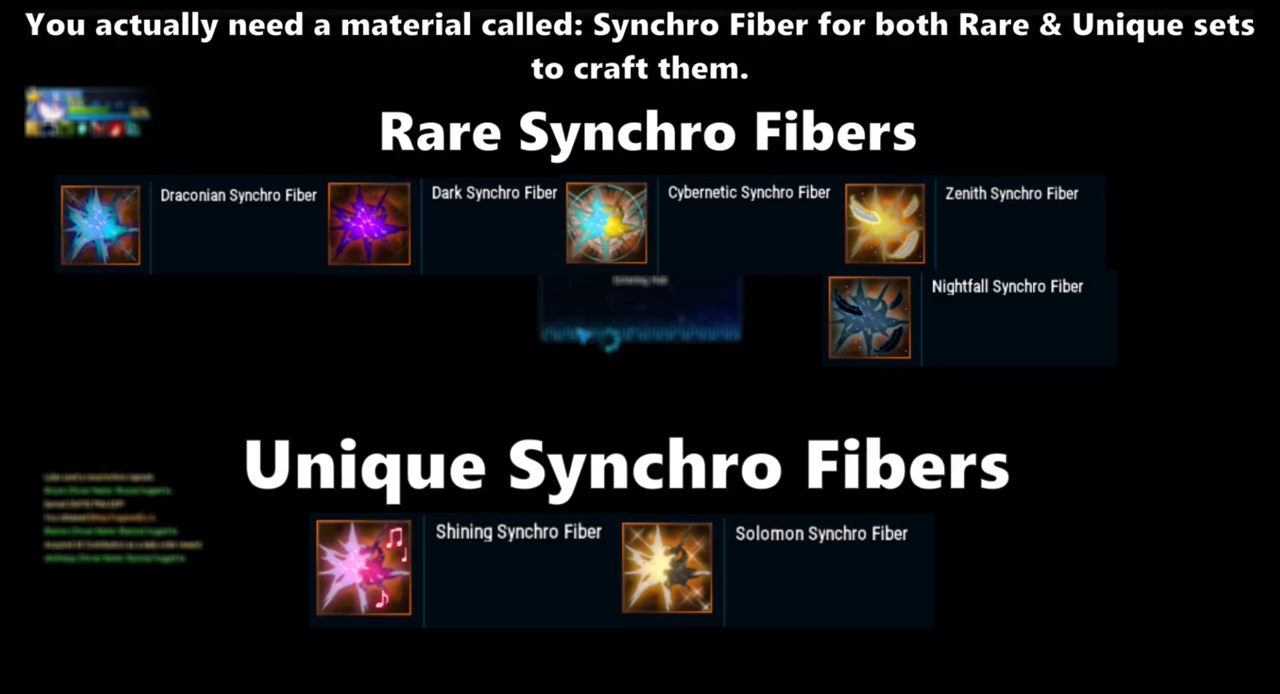 You actually need a material called: Synchro Fiber for both Rare & Unique sets
to craft them.
Rare Synchro Fibers
Draconian Synchro Fiber
Dark Synchro Fiber
Cybernetic Synchro Fiber
Zenith Synchro Fiber
Nightfall Synchro Fiber
Unique Synchro Fibers
Shining Synchro Fiber
Solomon Synchro Fiber